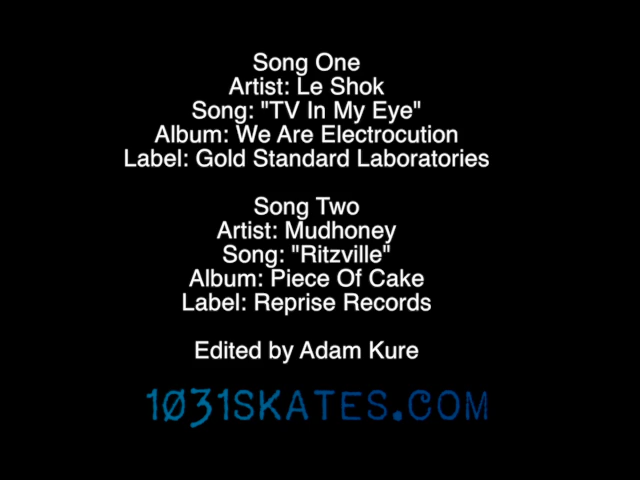 Song One
Artist: Le Shok
Song: "TV In My Eye"
Album: We Are Electrocution
Label: Gold Standard Laboratories
Song Two
Artist: Mudhoney
Song: "Ritzville"
Album: Piece Of Cake
Label: Reprise Records
Edited by Adam Kure
1031SKATES.COM